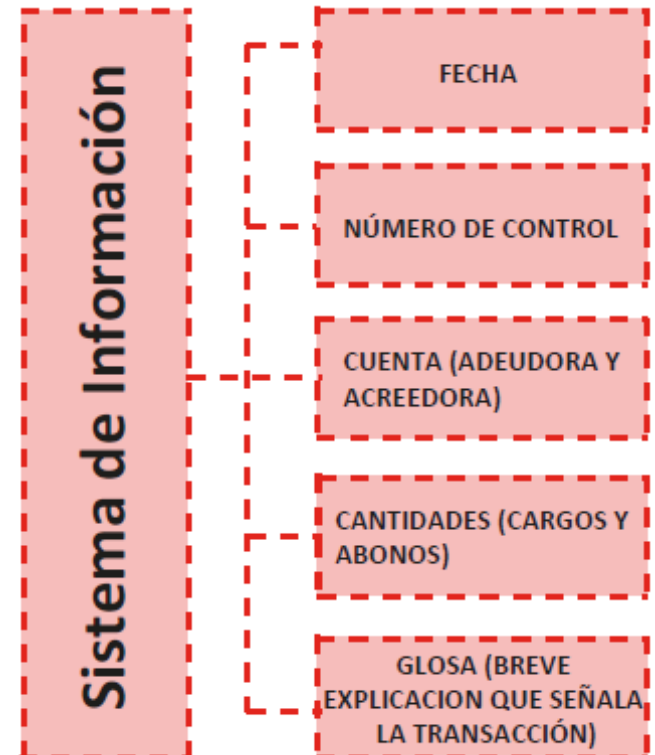 Sistema de Información
FECHA
NÚMERO DE CONTROL
CUENTA (ADEUDORA Y
ACREEDORA)
CANTIDADES (CARGOS Y
ABONOS)
GLOSA (BREVE
EXPLICACION QUE SEÑALA
LA TRANSACCIÓN)